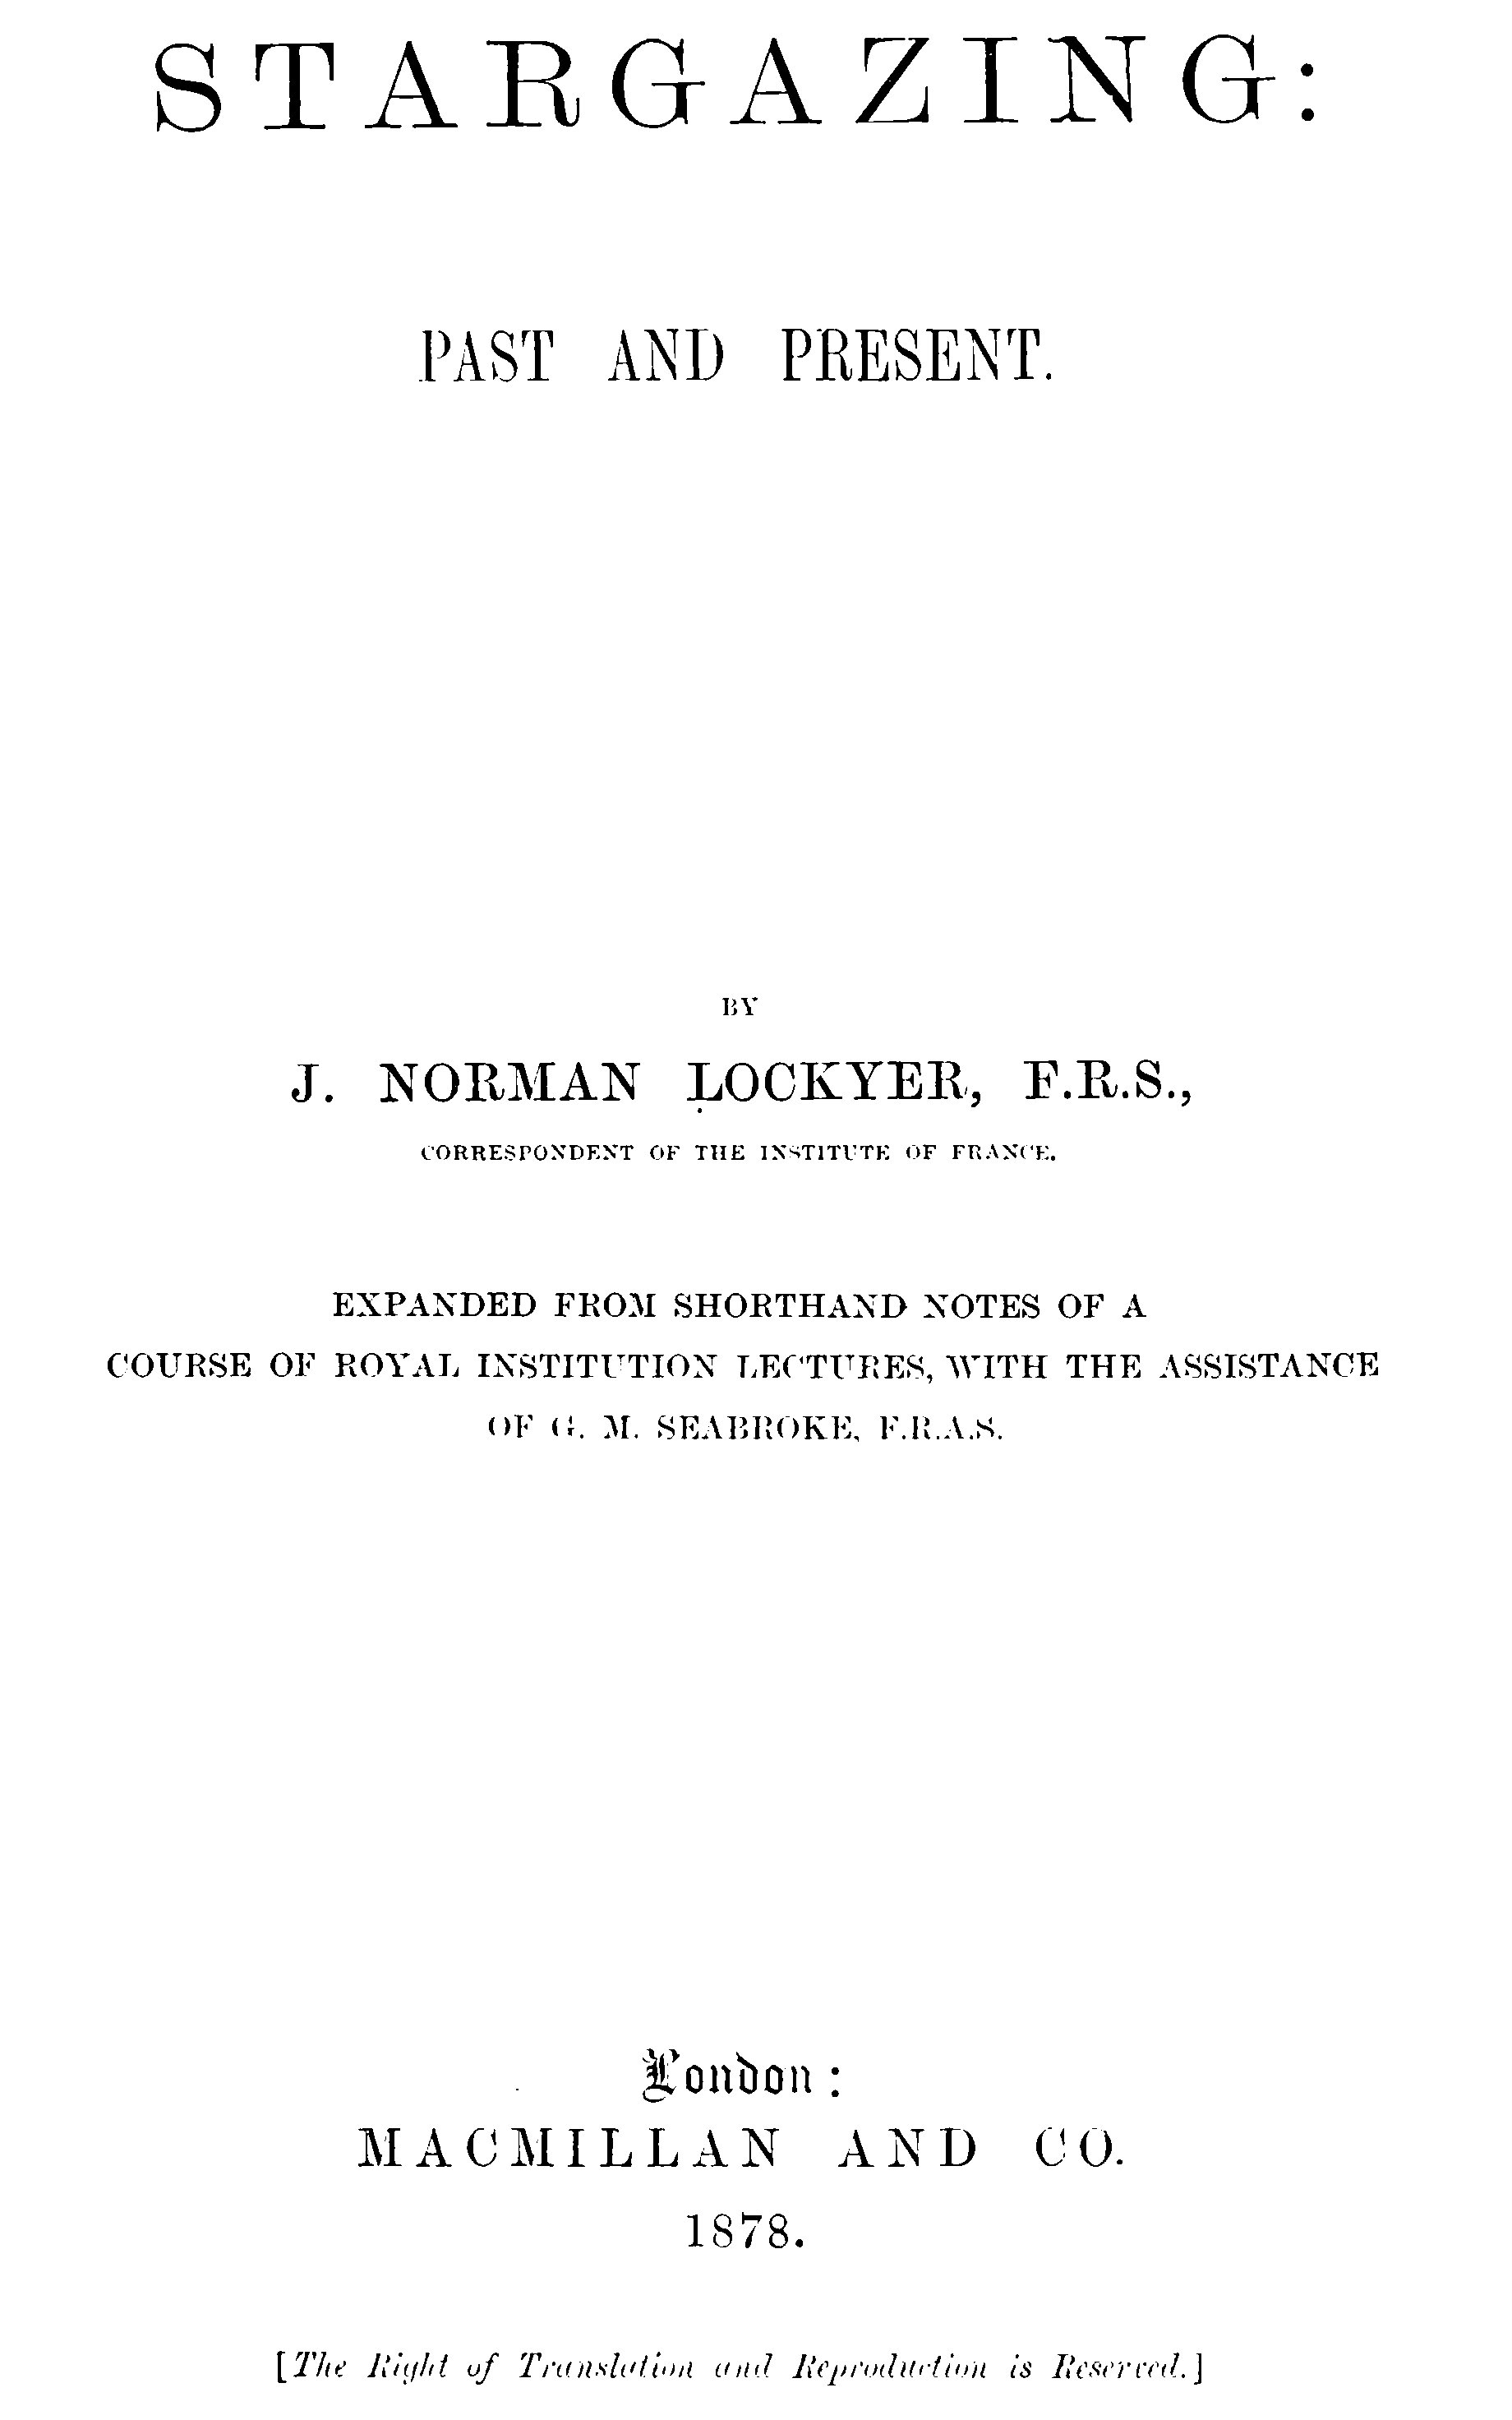 STARGAZING:
PAST AND PRESENT.
BY
J. NORMAN LOCKYER, F.R.S.,
CORRESPONDENT OF THE INSTITUTE OF FRANCE.
EXPANDED FROM SHORTHAND NOTES OF A
COURSE OF ROYAL INSTITUTION LECTURES, WITH THE ASSISTANCE
OF G. M. SEABROKE, F.R.A.S.
London:
MACMILLAN AND CO.
1878.
[The Right of Translation and Reproduction is Reserved.]